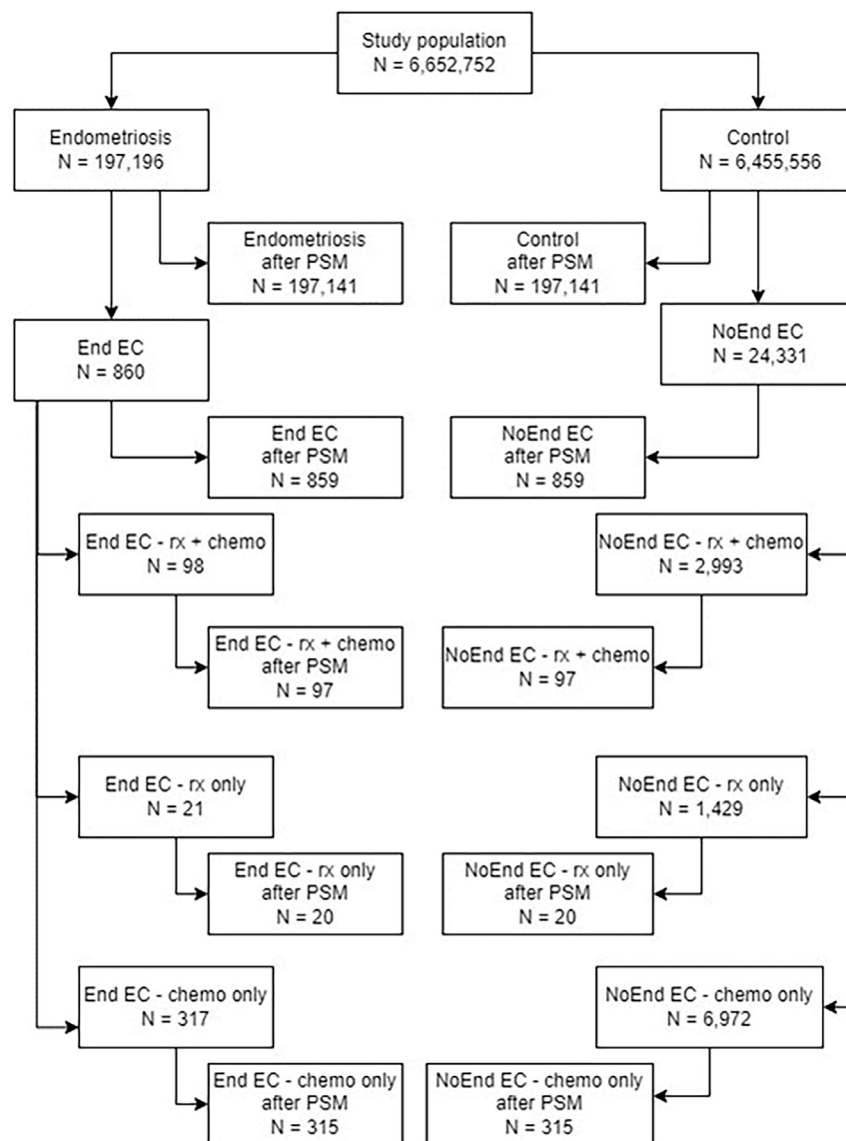 Study population
N = 6,652,752
Endometriosis
N = 197,196
Control
N = 6,455,556
Endometriosis
after PSM
N = 197,141
Control
after PSM
N = 197,141
End EC
N = 860
NoEnd EC
N = 24,331
End EC
after PSM
N = 859
NoEnd EC
after PSM
N = 859
End EC - rx + chemo
N = 98
NoEnd EC - rx + chemo
N = 2,993
End EC - rx + chemo
after PSM
N = 97
NoEnd EC - rx + chemo
N = 97
End EC - rx only
N = 21
NoEnd EC - rx only
N = 1,429
End EC - rx only
after PSM
N = 20
NoEnd EC - rx only
after PSM
N = 20
End EC - chemo only
N = 317
NoEnd EC - chemo only
N = 6,972
End EC - chemo only
after PSM
N = 315
NoEnd EC - chemo only
after PSM
N = 315